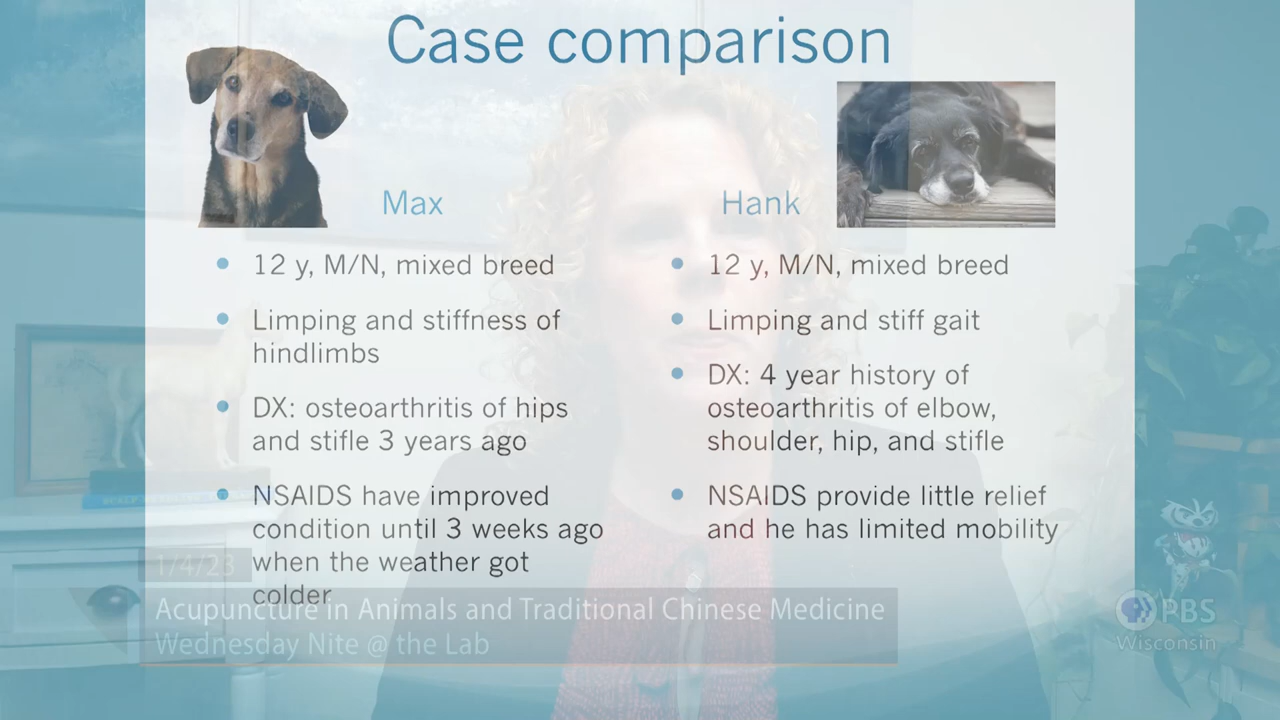 Case comparison
Max
12 y, M/N, mixed breed
Limping and stiffness of
hindlimbs
DX: osteoarthritis of hips
and stifle 3 years ago
NSAIDS have improved
condition until 3 weeks ago
when the weather got
colder
Hank
12 y, M/N, mixed breed
Limping and stiff gait
DX: 4 year history of
osteoarthritis of elbow,
shoulder, hip, and stifle
NSAIDS provide little relief
and he has limited mobility
1/4/23
Acupuncture in Animals and Traditional Chinese Medicine
Wednesday Nite @ the Lab
PBS
Wisconsin